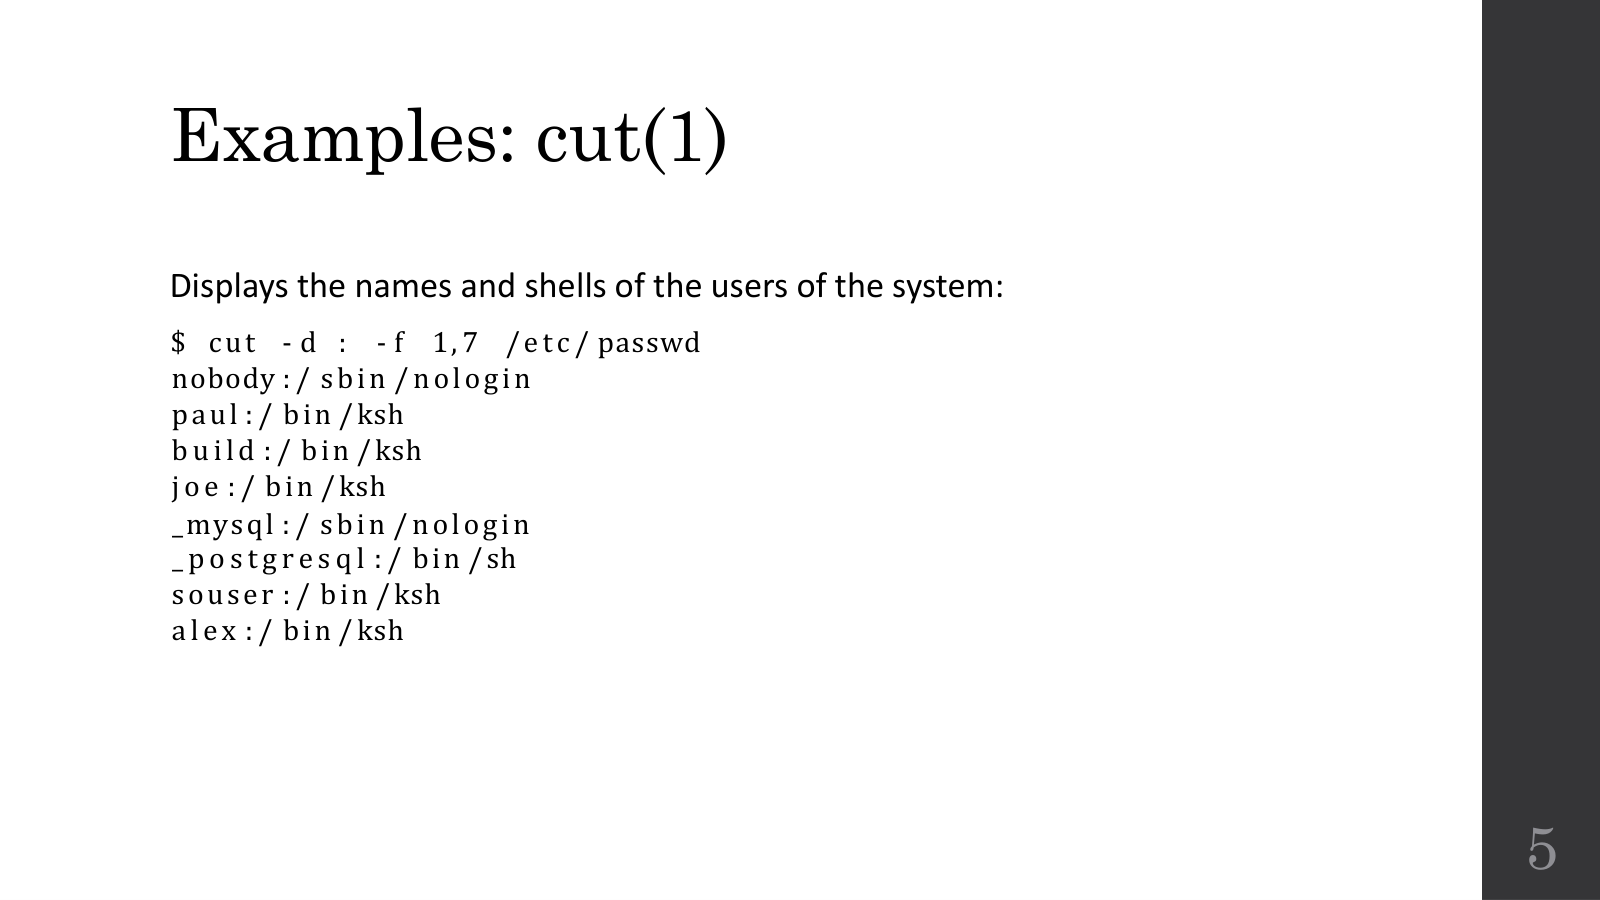 Examples: cut(1)
Displays the names and shells of the users of the system:
$ cut -d : -f 1,7 /etc/passwd
nobody:/sbin/nologin
paul:/bin/ksh
build:/bin/ksh
joe:/bin/ksh
_mysql:/sbin/nologin
_postgresql:/bin/sh
souser:/bin/ksh
alex:/bin/ksh
5